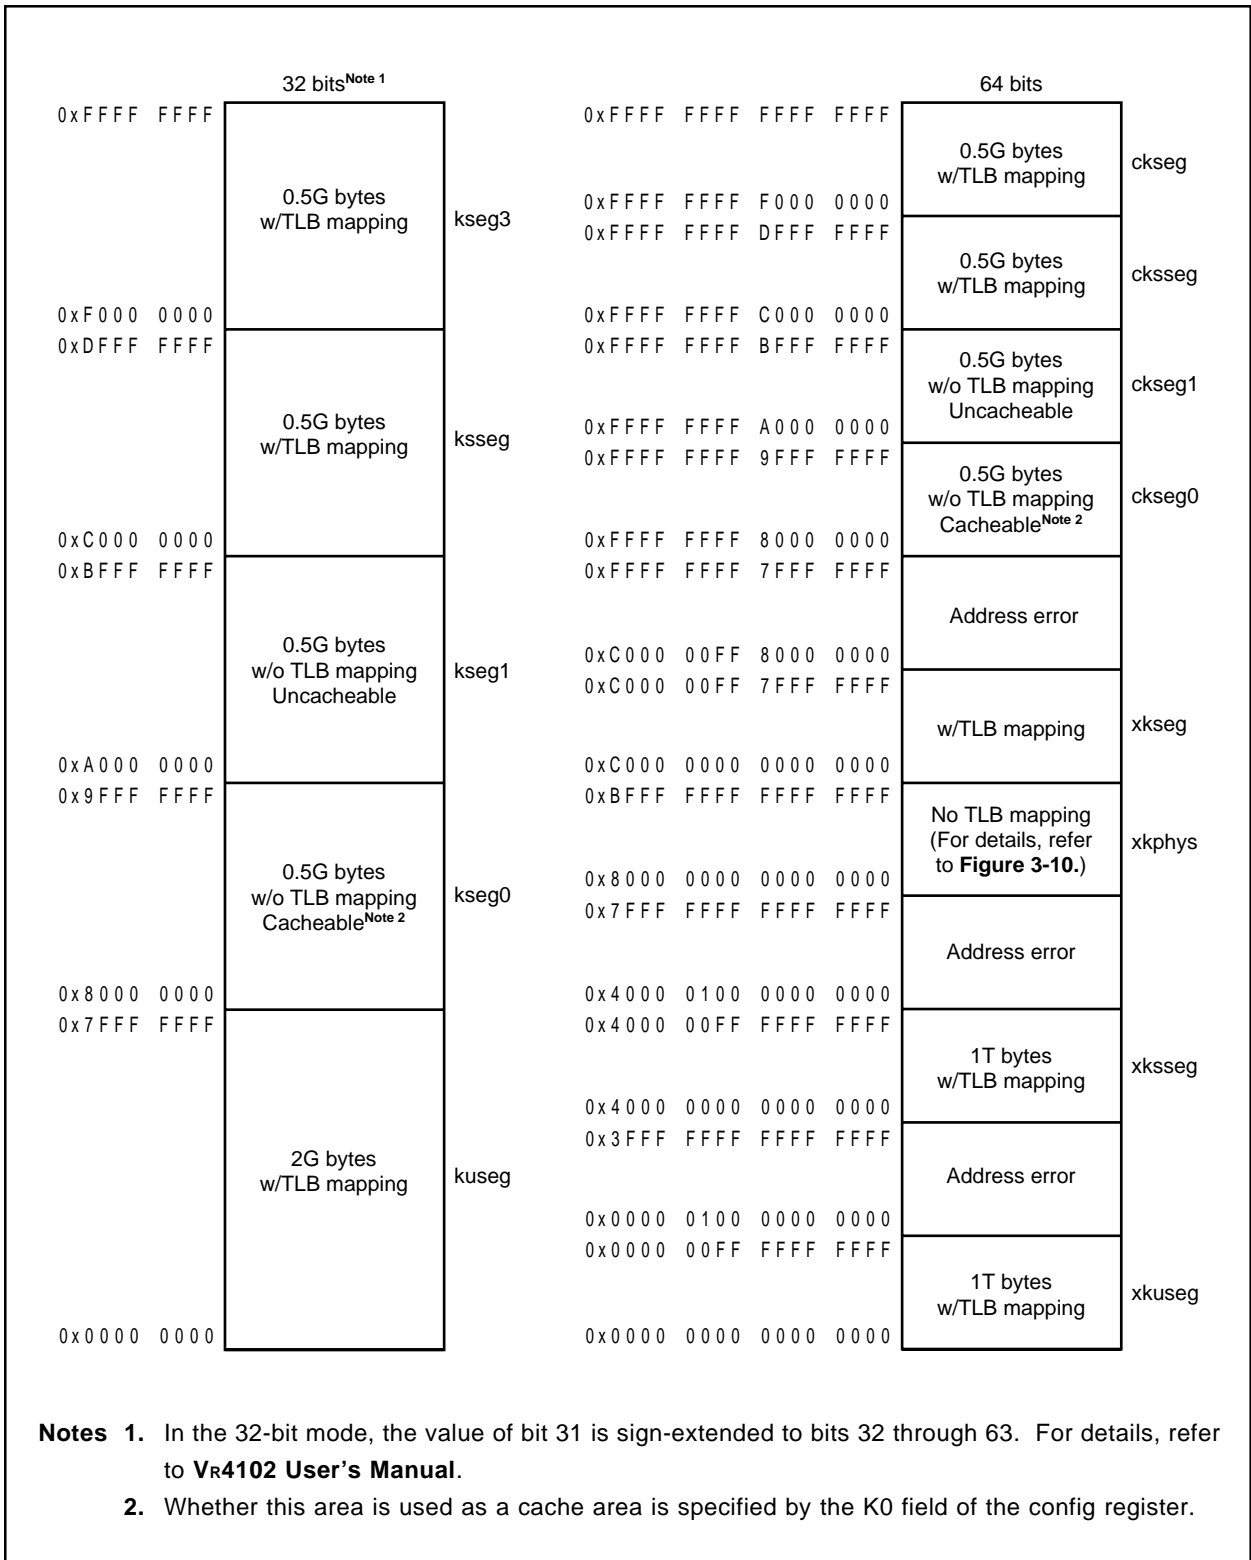 32 bitsNote 1
0xFFFF FFFF
0.5G bytes
w/TLB mapping
kseg3
0xF000 0000
0xDFFF FFFF
0.5G bytes
w/TLB mapping
ksseg
0xC000 0000
0xBFFF FFFF
0.5G bytes
w/o TLB mapping
Uncacheable
kseg1
0xA000 0000
0x9FFF FFFF
0.5G bytes
w/o TLB mapping
CacheableNote 2
kseg0
0x8000 0000
0x7FFF FFFF
2G bytes
w/TLB mapping
kuseg
0x0000 0000
64 bits
0xFFFF FFFF FFFF FFFF
0.5G bytes
w/TLB mapping
ckseg
0xFFFF FFFF F000 0000
0xFFFF FFFF DFFF FFFF
0.5G bytes
w/TLB mapping
cksseg
0xFFFF FFFF C000 0000
0xFFFF FFFF BFFF FFFF
0.5G bytes
w/o TLB mapping
Uncacheable
ckseg1
0xFFFF FFFF A000 0000
0xFFFF FFFF 9FFF FFFF
0.5G bytes
w/o TLB mapping
CacheableNote 2
ckseg0
0xFFFF FFFF 8000 0000
0xFFFF FFFF 7FFF FFFF
Address error
0xC000 00FF 8000 0000
0xC000 00FF 7FFF FFFF
w/TLB mapping
xkseg
0xC000 0000 0000 0000
0xBFFF FFFF FFFF FFFF
No TLB mapping
(For details, refer
to Figure 3-10.)
xkphys
0x8000 0000 0000 0000
0x7FFF FFFF FFFF FFFF
Address error
0x4000 0100 0000 0000
0x4000 00FF FFFF FFFF
1T bytes
w/TLB mapping
xksseg
0x4000 0000 0000 0000
0x3FFF FFFF FFFF FFFF
Address error
0x0000 0100 0000 0000
0x0000 00FF FFFF FFFF
1T bytes
w/TLB mapping
xkuseg
0x0000 0000 0000 0000
Notes 1. In the 32-bit mode, the value of bit 31 is sign-extended to bits 32 through 63. For details, refer
to VR4102 User's Manual.
2. Whether this area is used as a cache area is specified by the K0 field of the config register.